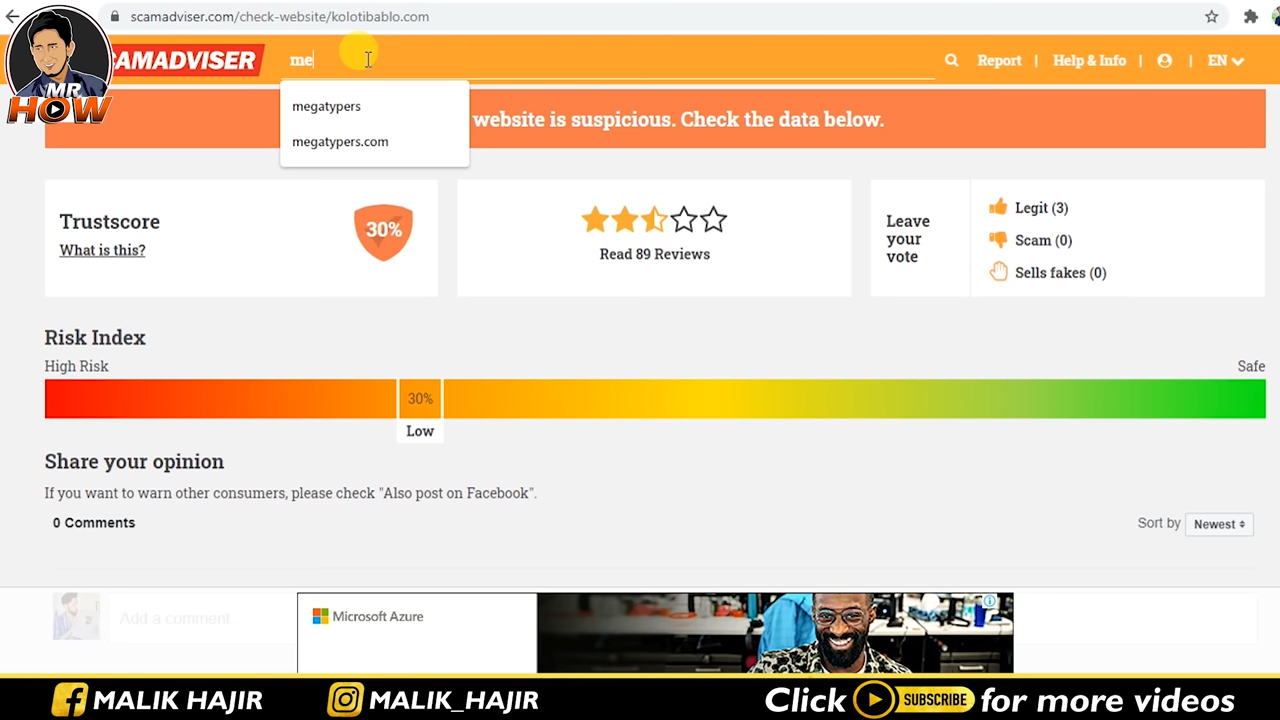 scamadviser.com/check-website/kolotibablo.com
MR
HOW
CAMADVISER
me
Report | Help & Info | | EN
megatypers
megatypers.com
website is suspicious. Check the data below.
Trustscore
What is this?
30%
Read 89 Reviews
Leave your vote
Legit (3)
Scam (0)
Sells fakes (0)
Risk Index
High Risk
Safe
30%
Low
Share your opinion
If you want to warn other consumers, please check "Also post on Facebook".
0 Comments
Sort by Newest
Add a comment
Microsoft Azure
MALIK HAJIR
MALIK_HAJIR
Click SUBSCRIBE for more videos